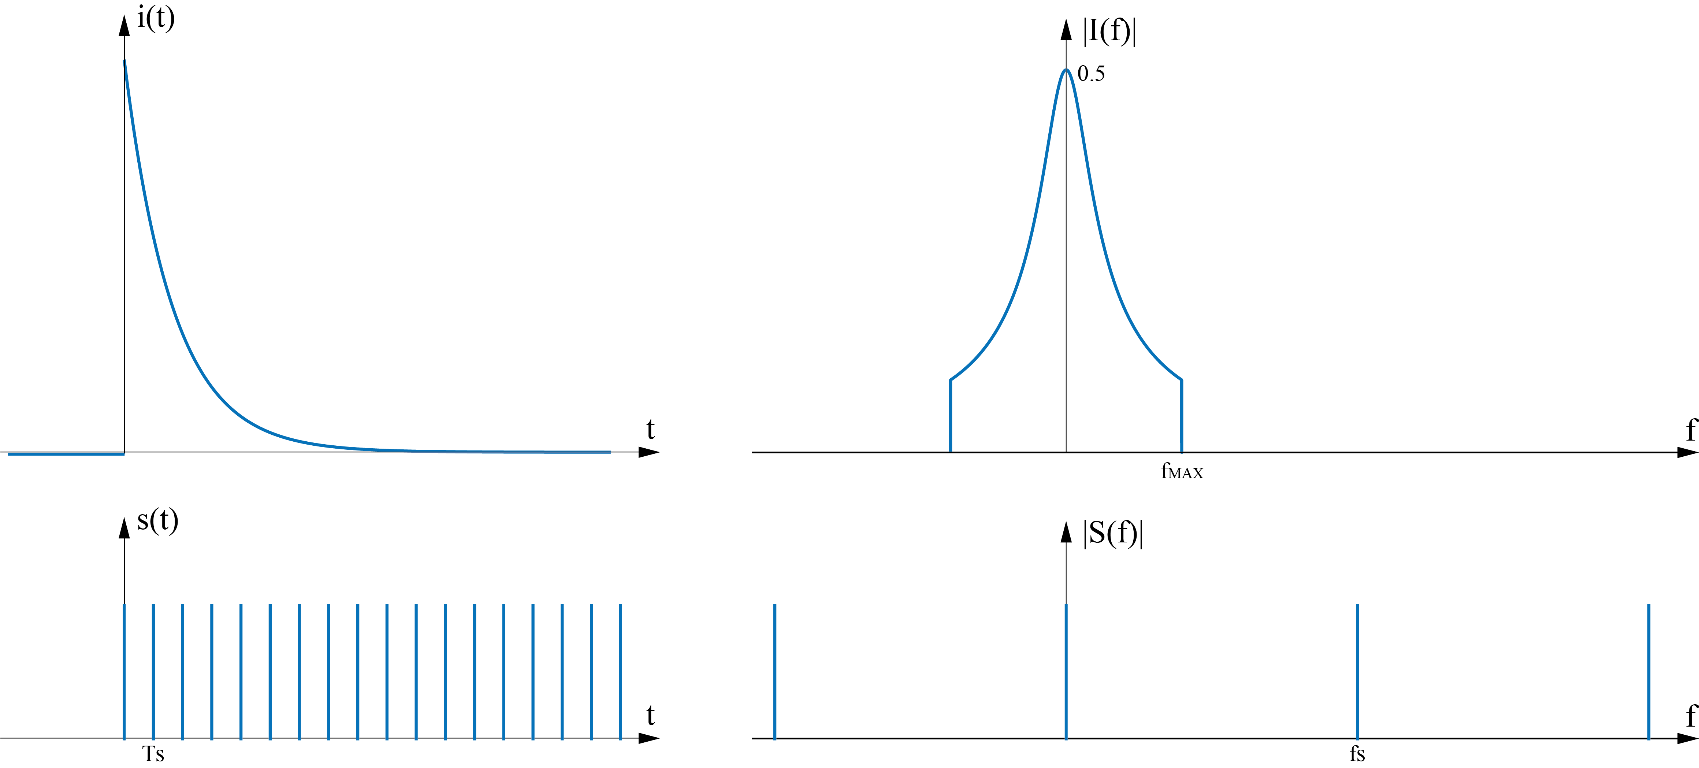 i(t)
t
|I(f)|
0.5
f
fMAX
s(t)
t
Ts
|S(f)|
f
fs